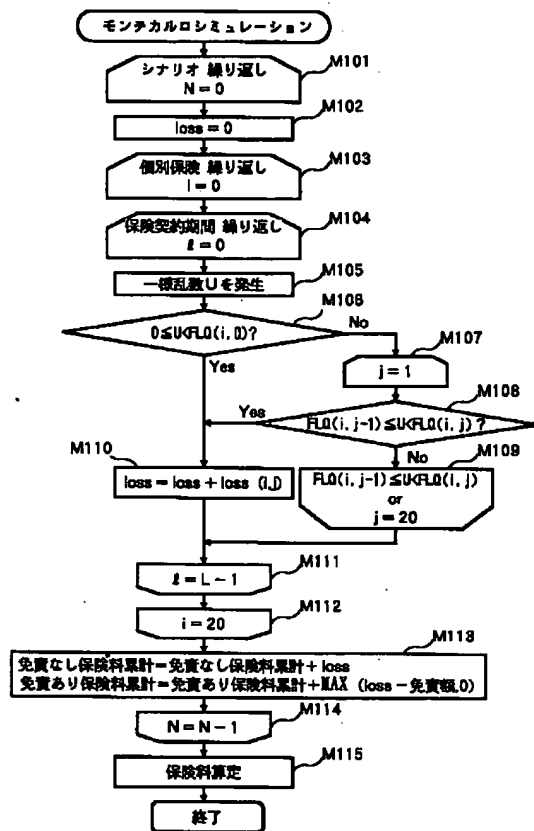 モンテカルロシミュレーション
シナリオ 繰り返し
N=0
M101
loss=0
M102
個別保険 繰り返し
i=0
M103
保険契約期間 繰り返し
ℓ=0
M104
一様乱数Uを発生
M105
0≦U<FLQ(i,0)?
M106
No
Yes
j=1
M107
FLQ(i,j-1)≦U<FLQ(i,j)?
M108
Yes
No
M110
loss=loss+loss (i,j)
FLQ(i,j-1)≦U<FLQ(i,j)
or
j=20
M109
ℓ=L-1
M111
i=20
M112
M113
免責なし保険料累計=免責なし保険料累計+loss
免責あり保険料累計=免責あり保険料累計+MAX (loss-免責額,0)
N=N-1
M114
保険料算定
M115
終了